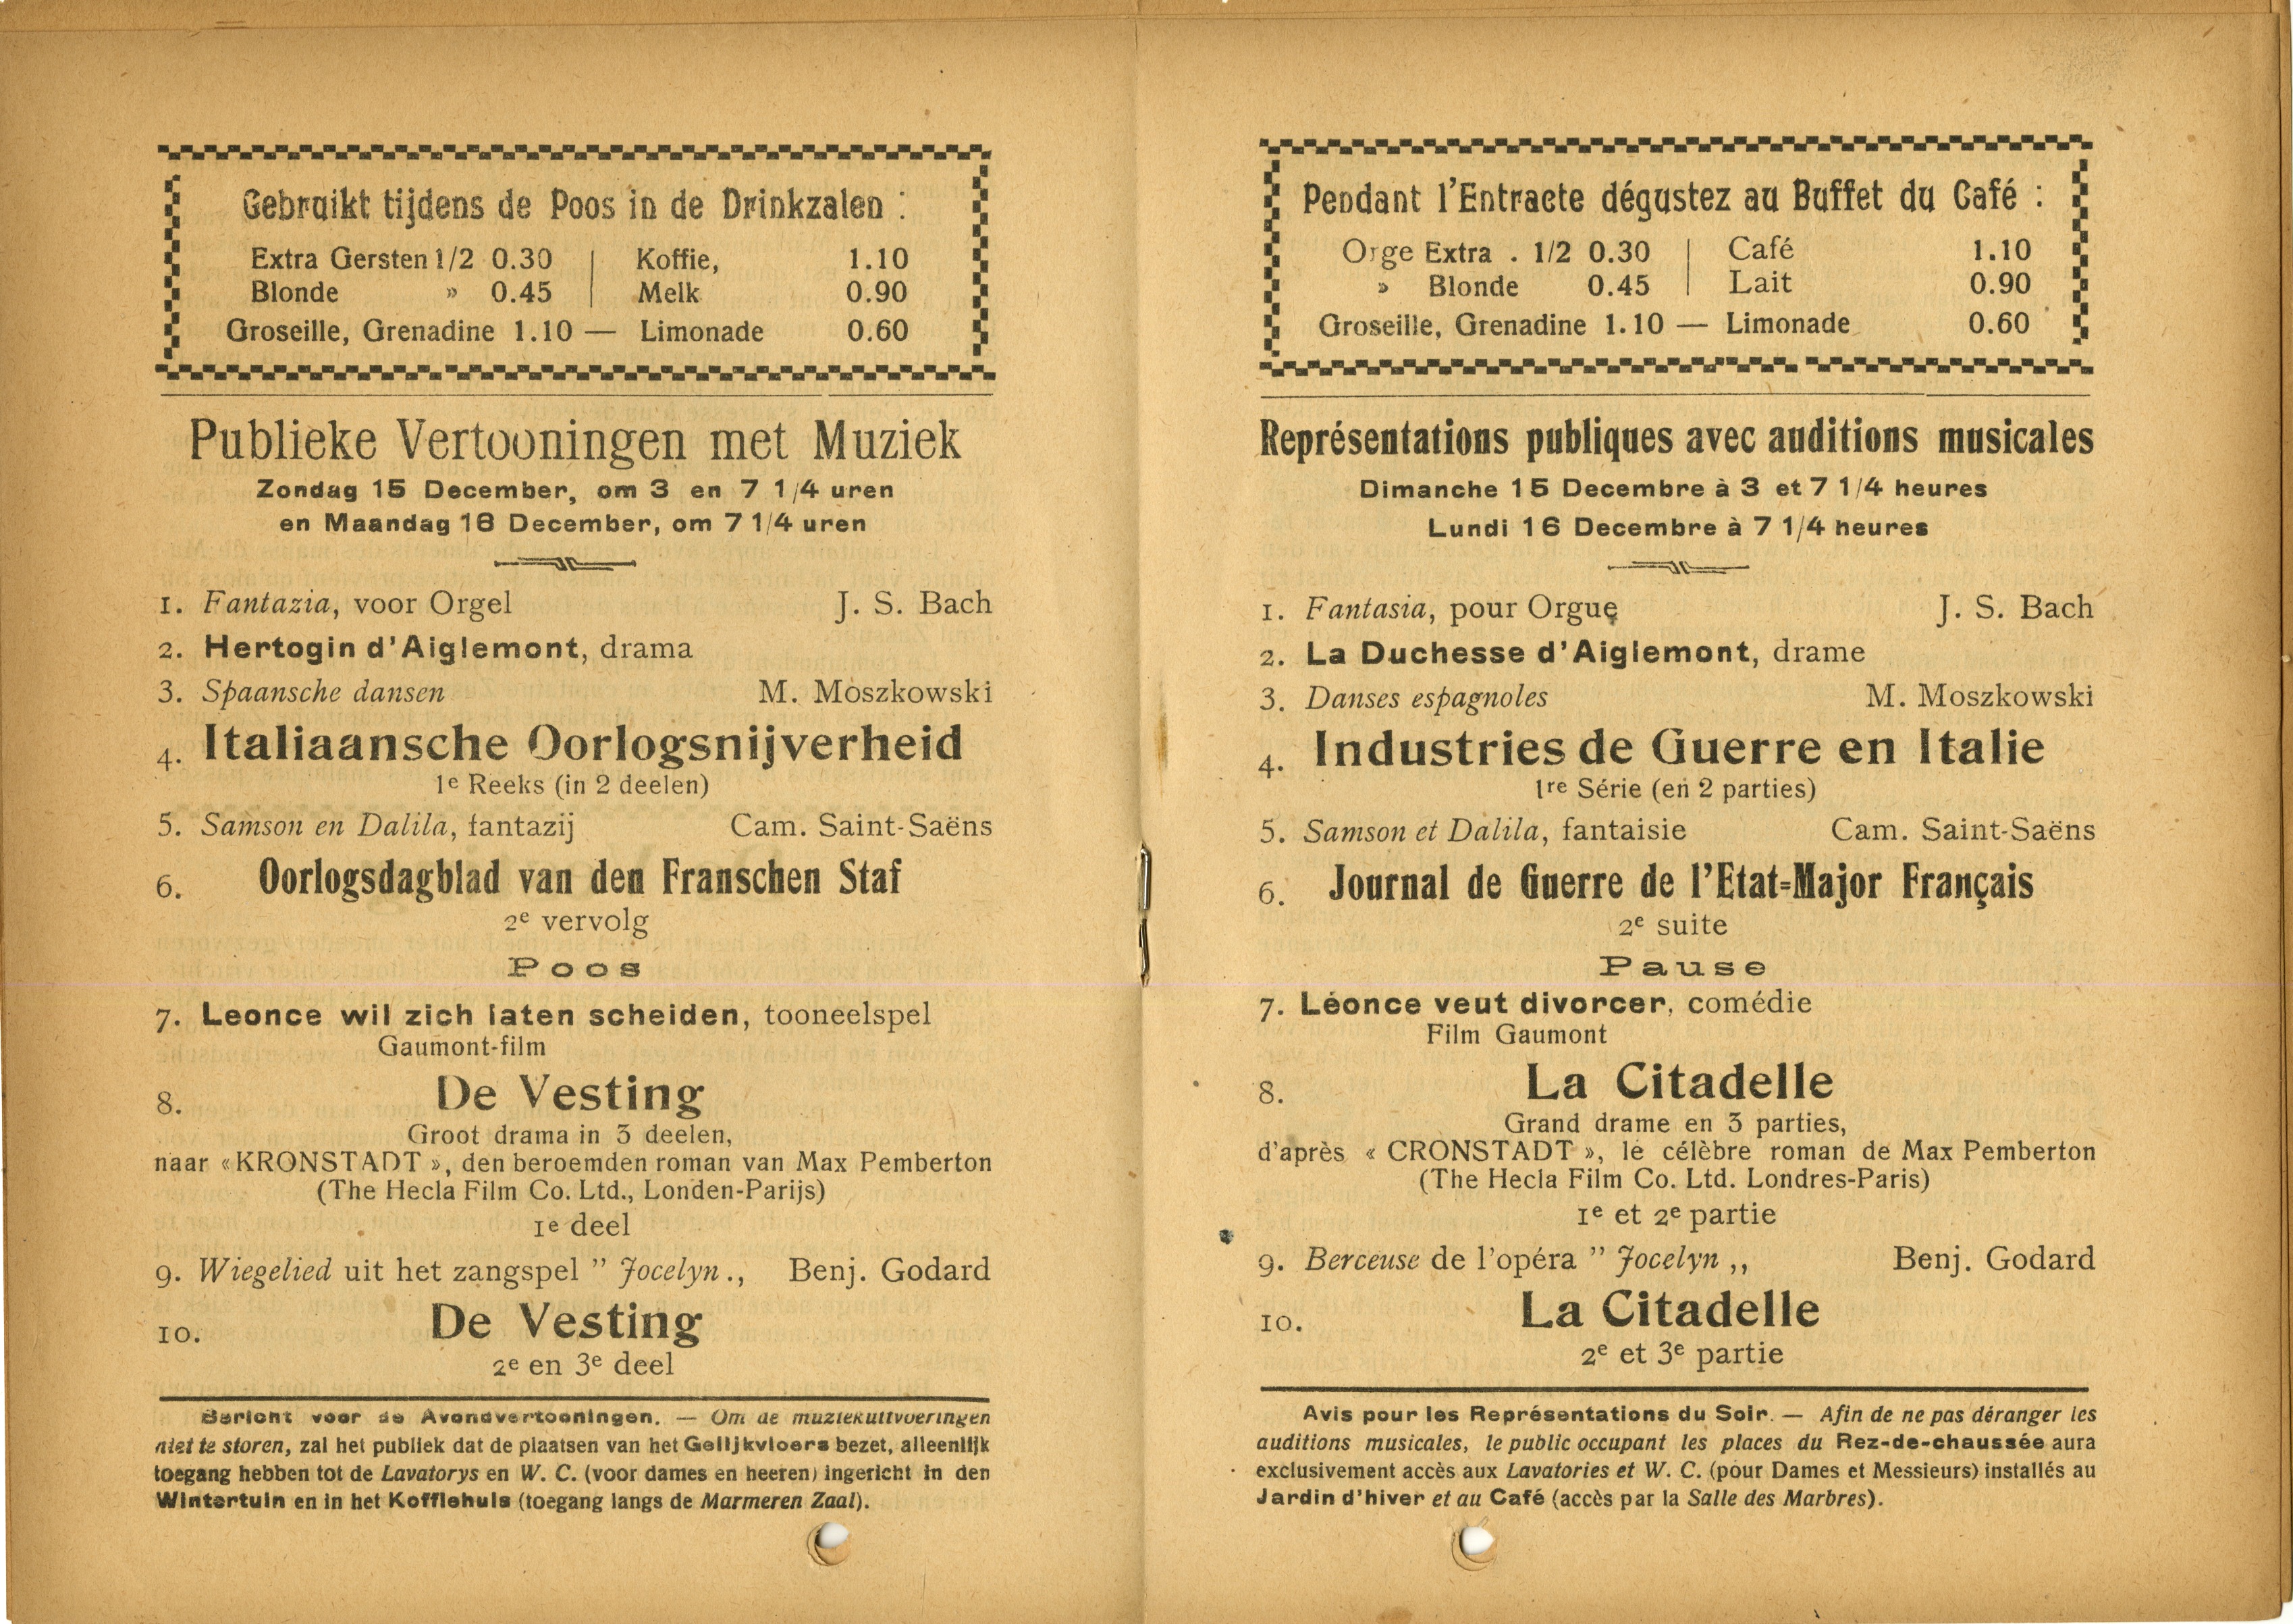 Gebruikt tijdens de Poos in de Drinkzalen :
Extra Gersten 1/2 0.30 | Koffie, 1.10
Blonde » 0.45 | Melk 0.90
Groseille, Grenadine 1.10 — Limonade 0.60
Publieke Vertooningen met Muziek
Zondag 15 December, om 3 en 7 1/4 uren
en Maandag 16 December, om 7 1/4 uren
1. Fantazia, voor Orgel J. S. Bach
2. Hertogin d'Aiglemont, drama
3. Spaansche dansen M. Moszkowski
4. Italiaansche Oorlogsnijverheid
1e Reeks (in 2 deelen)
5. Samson en Dalila, fantazij Cam. Saint-Saëns
6. Oorlogsdagblad van den Franschen Staf
2e vervolg
Poos
7. Leonce wil zich laten scheiden, tooneelspel
Gaumont-film
8. De Vesting
Groot drama in 3 deelen,
naar «KRONSTADT », den beroemden roman van Max Pemberton
(The Hecla Film Co. Ltd., Londen-Parijs)
1e deel
9. Wiegelied uit het zangspel " Jocelyn ., Benj. Godard
10. De Vesting
2e en 3e deel
Bericht voor de Avondvertooningen. — Om de muziekuitvoeringen
niet te storen, zal het publiek dat de plaatsen van het Gelijkvloers bezet, alleenlijk
toegang hebben tot de Lavatorys en W. C. (voor dames en heeren) ingericht in den
Wintertuin en in het Koffiehuis (toegang langs de Marmeren Zaal).
Pendant l'Entracte dégustez au Buffet du Café :
Orge Extra . 1/2 0.30 | Café 1.10
» Blonde 0.45 | Lait 0.90
Groseille, Grenadine 1.10 — Limonade 0.60
Représentations publiques avec auditions musicales
Dimanche 15 Decembre à 3 et 7 1/4 heures
Lundi 16 Decembre à 7 1/4 heures
1. Fantasia, pour Orgue J. S. Bach
2. La Duchesse d'Aiglemont, drame
3. Danses espagnoles M. Moszkowski
4. Industries de Guerre en Italie
1re Série (en 2 parties)
5. Samson et Dalila, fantaisie Cam. Saint-Saëns
6. Journal de Guerre de l'Etat-Major Français
2e suite
Pause
7. Léonce veut divorcer, comédie
Film Gaumont
8. La Citadelle
Grand drame en 3 parties,
d'après « CRONSTADT », le célèbre roman de Max Pemberton
(The Hecla Film Co. Ltd. Londres-Paris)
1e et 2e partie
9. Berceuse de l'opéra " Jocelyn ,, Benj. Godard
10. La Citadelle
2e et 3e partie
Avis pour les Représentations du Soir. — Afin de ne pas déranger les
auditions musicales, le public occupant les places du Rez-de-chaussée aura
exclusivement accès aux Lavatories et W. C. (pour Dames et Messieurs) installés au
Jardin d'hiver et au Café (accès par la Salle des Marbres).